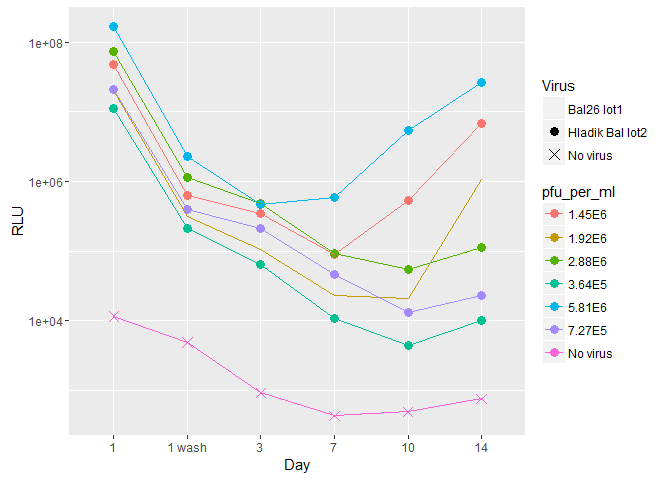 1e+08
1e+06
1e+04
RLU
1
1 wash
3
7
10
14
Day
Virus
Bal26 lot1
Hladik Bal lot2
No virus
pfu_per_ml
1.45E6
1.92E6
2.88E6
3.64E5
5.81E6
7.27E5
No virus